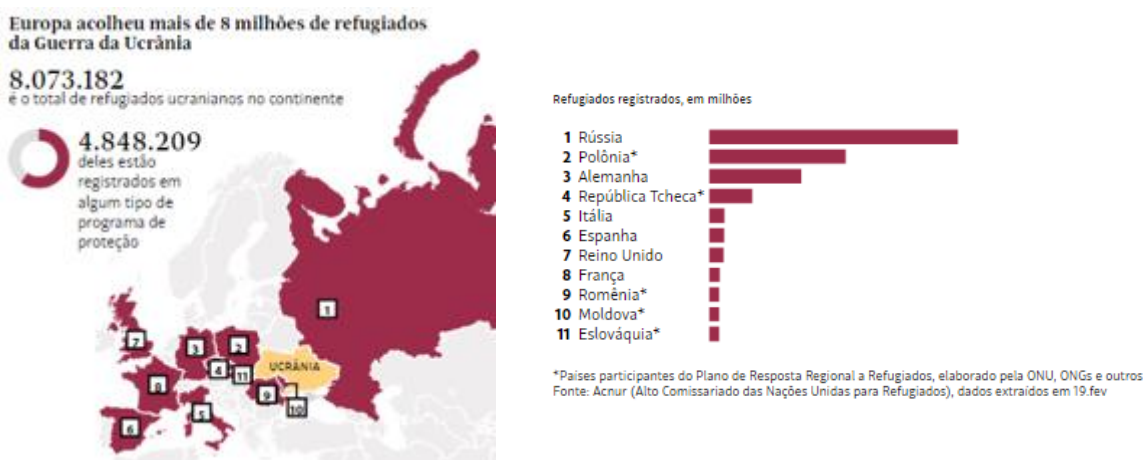 Europa acolheu mais de 8 milhões de refugiados
da Guerra da Ucrânia
8.073.182
é o total de refugiados ucranianos no continente
4.848.209
deles estão
registrados em
algum tipo de
programa de
proteção
1
7
3
2
4
11
UCRÂNIA
8
9
10
5
6
Refugiados registrados, em milhões
1 Rússia
2 Polônia*
3 Alemanha
4 República Tcheca*
5 Itália
6 Espanha
7 Reino Unido
8 França
9 Romênia*
10 Moldova*
11 Eslováquia*
*Países participantes do Plano de Resposta Regional a Refugiados, elaborado pela ONU, ONGs e outros
Fonte: Acnur (Alto Comissariado das Nações Unidas para Refugiados), dados extraídos em 19.fev